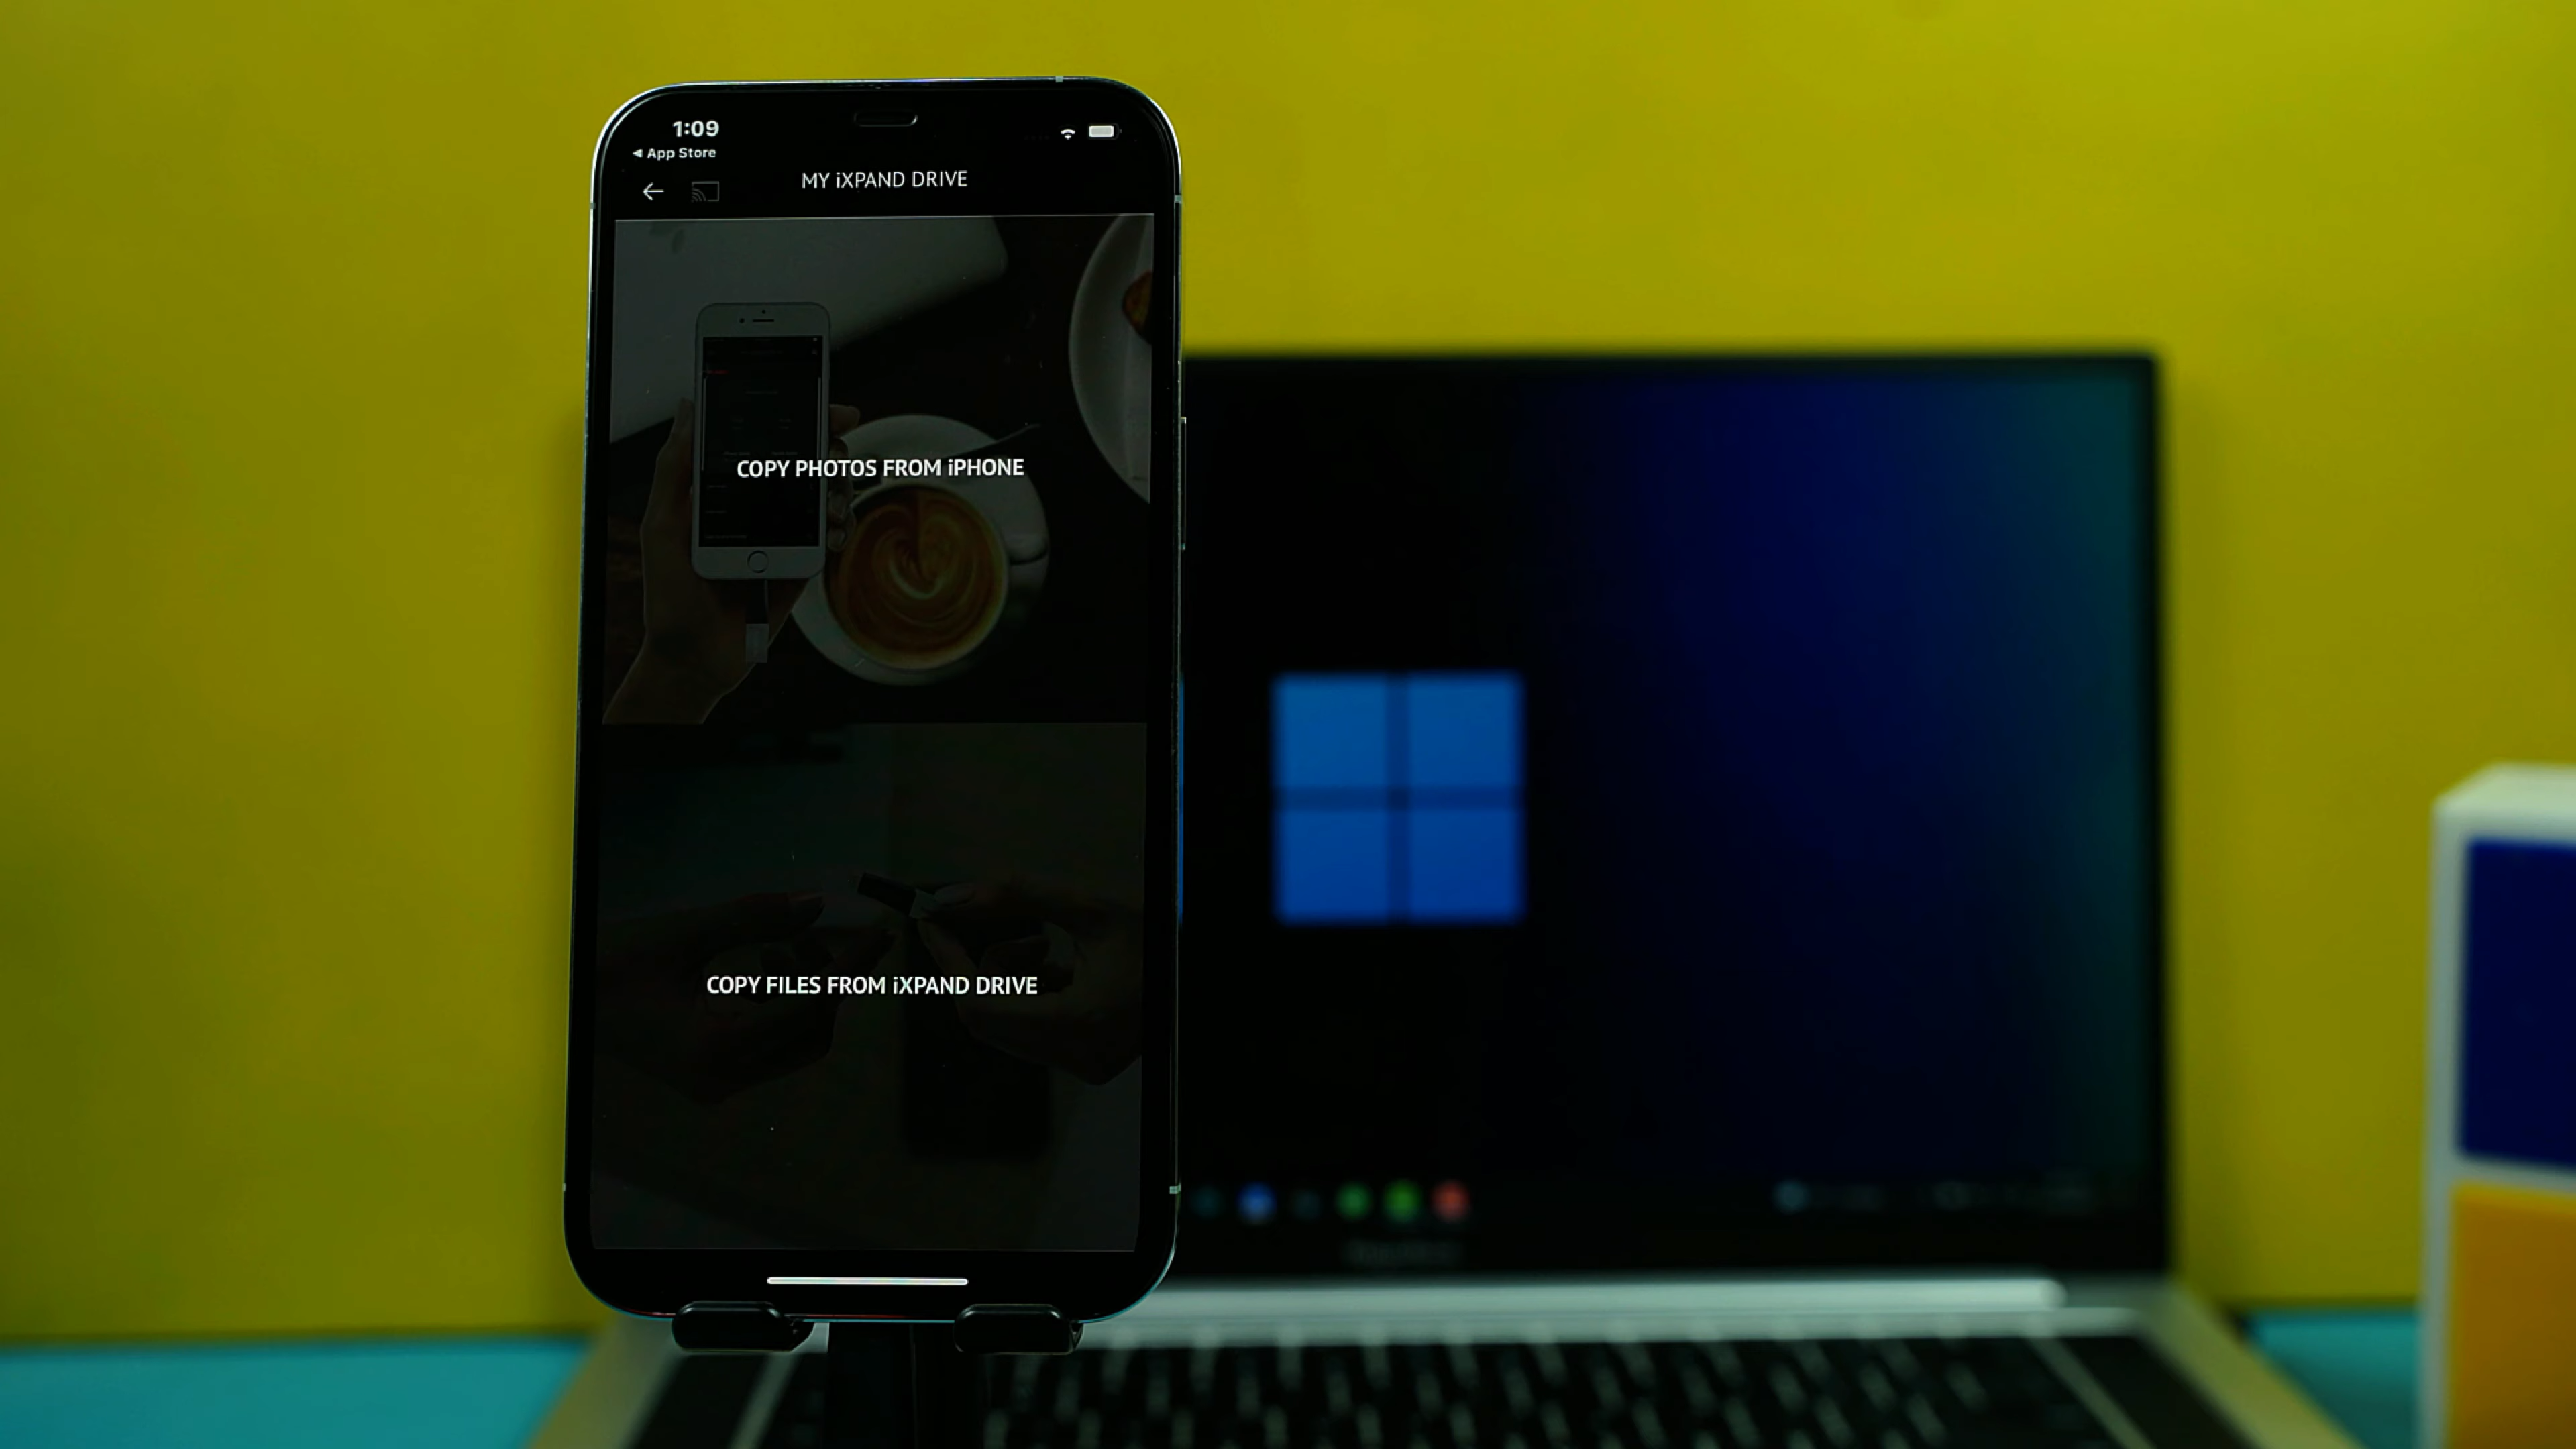 1:09
◀ App Store
MY iXPAND DRIVE
COPY PHOTOS FROM iPHONE
COPY FILES FROM iXPAND DRIVE